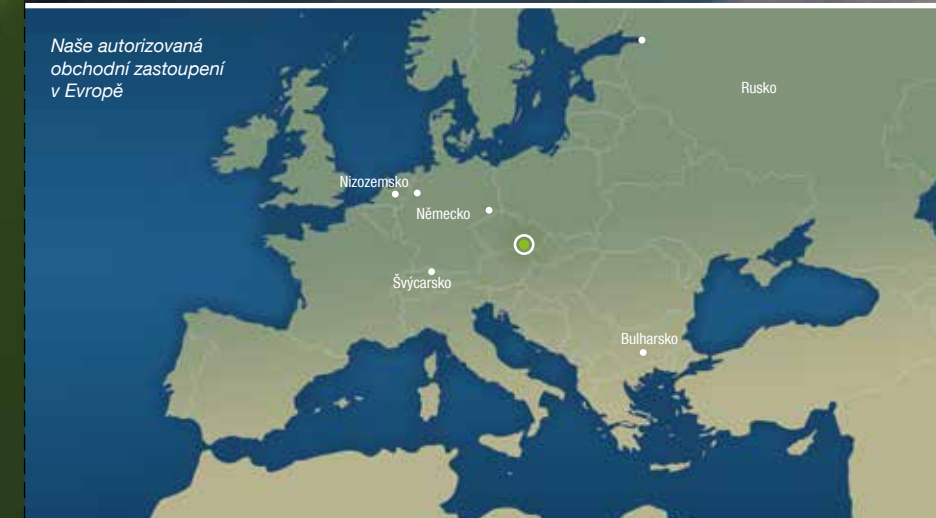 Naše autorizovaná
obchodní zastoupení
v Evropě
Rusko
Nizozemsko
Německo
Švýcarsko
Bulharsko